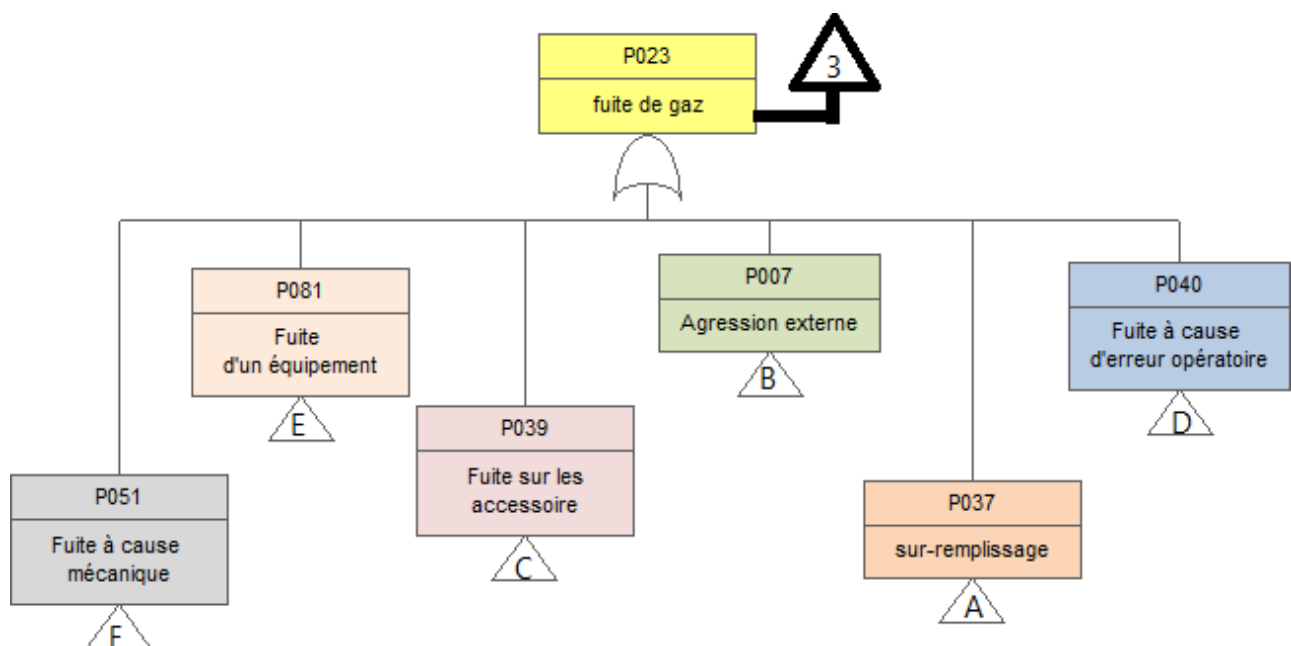 P023
fuite de gaz
3
P081
Fuite
d'un équipement
E
P007
Agression externe
B
P040
Fuite à cause
d'erreur opératoire
D
P039
Fuite sur les
accessoire
C
P051
Fuite à cause
mécanique
F
P037
sur-remplissage
A